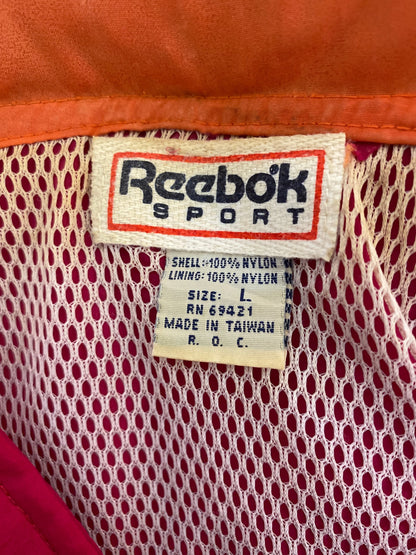 Reebok
SPORT
SHELL: 100% NYLON
LINING: 100% NYLON
SIZE: L
RN 69421
MADE IN TAIWAN
R. O. C.